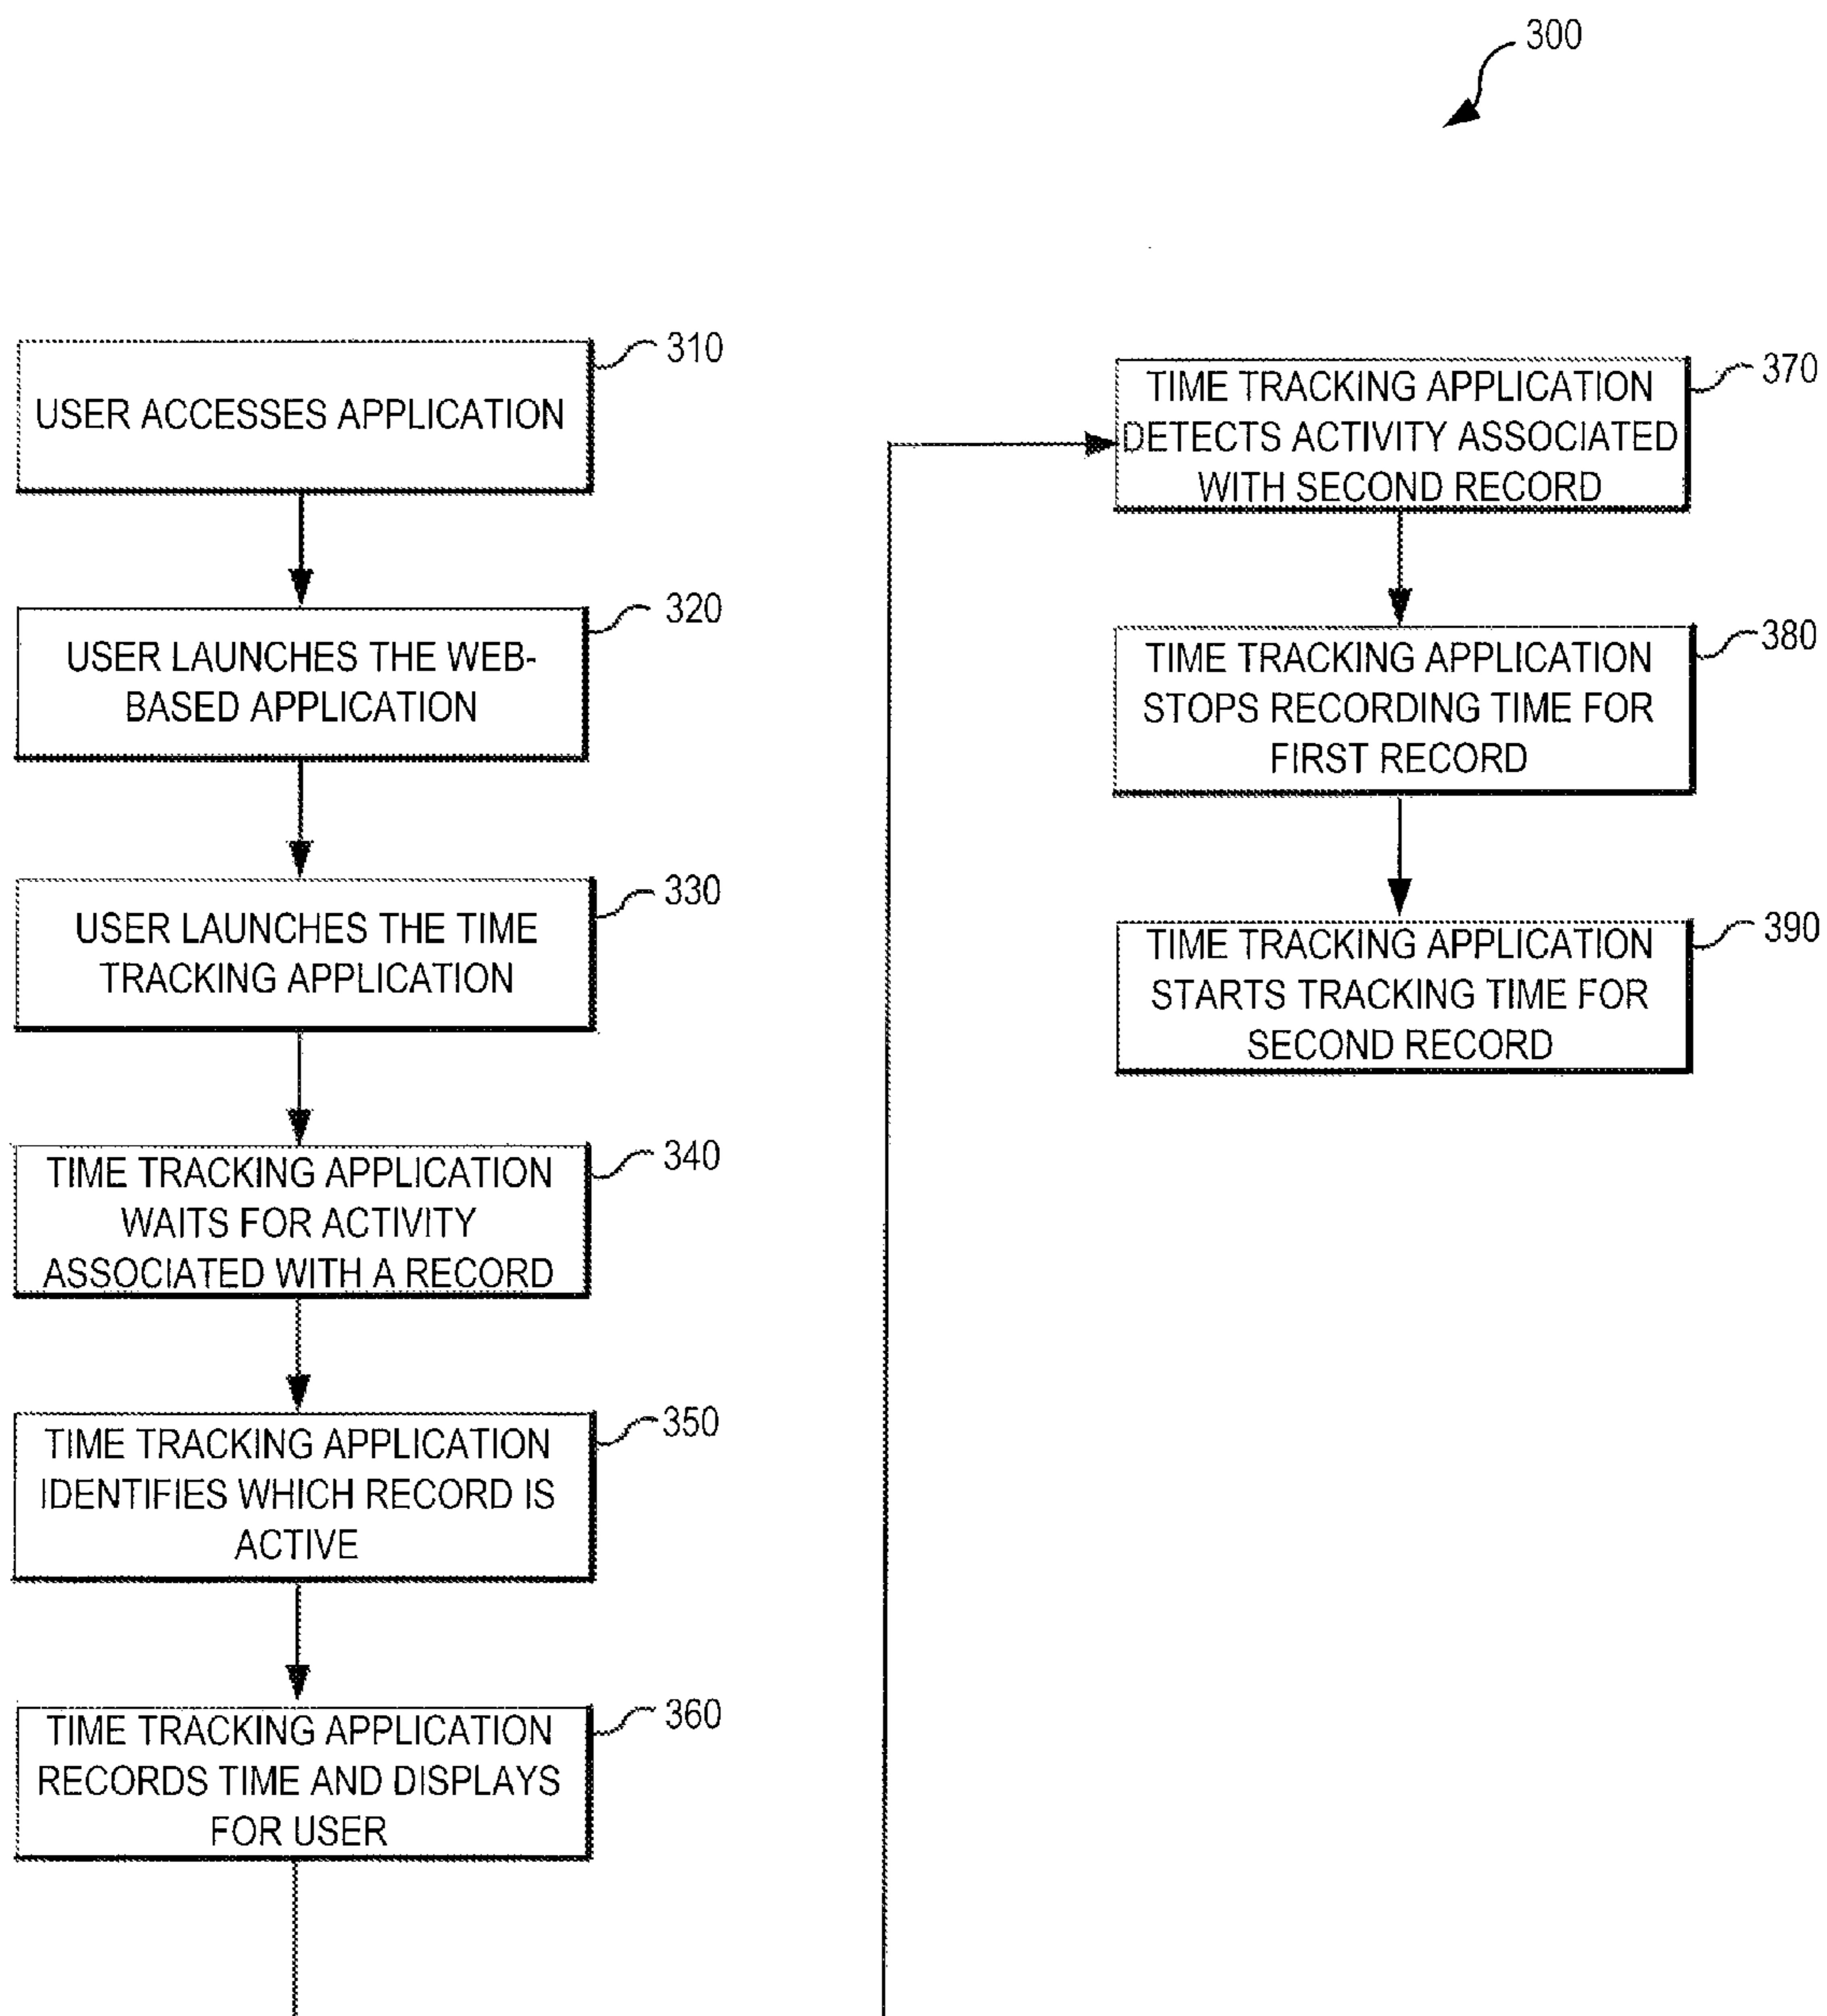 300
310
USER ACCESSES APPLICATION
320
USER LAUNCHES THE WEB-
BASED APPLICATION
330
USER LAUNCHES THE TIME
TRACKING APPLICATION
340
TIME TRACKING APPLICATION
WAITS FOR ACTIVITY
ASSOCIATED WITH A RECORD
350
TIME TRACKING APPLICATION
IDENTIFIES WHICH RECORD IS
ACTIVE
360
TIME TRACKING APPLICATION
RECORDS TIME AND DISPLAYS
FOR USER
370
TIME TRACKING APPLICATION
DETECTS ACTIVITY ASSOCIATED
WITH SECOND RECORD
380
TIME TRACKING APPLICATION
STOPS RECORDING TIME FOR
FIRST RECORD
390
TIME TRACKING APPLICATION
STARTS TRACKING TIME FOR
SECOND RECORD